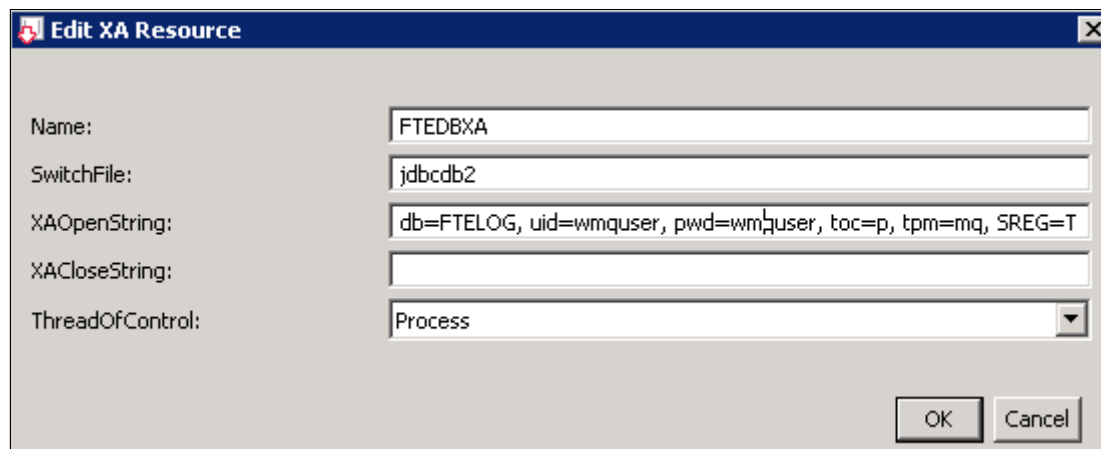 Edit XA Resource
Name: FTEDBXA
SwitchFile: jdbcdb2
XAOpenString: db=FTELOG, uid=wmquser, pwd=wmquser, toc=p, tpm=mq, SREG=T
XACloseString:
ThreadOfControl: Process
OK Cancel